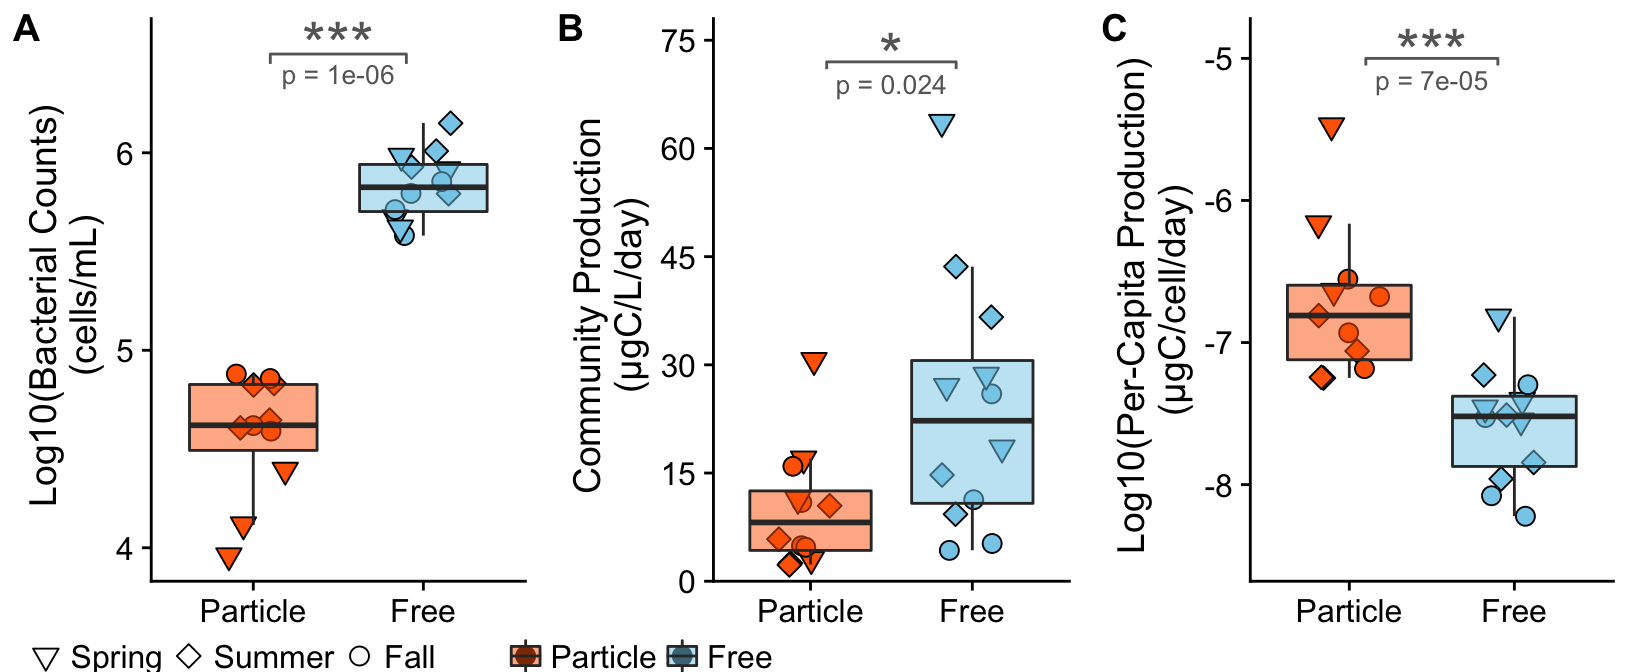 A
Log10(Bacterial Counts)
(cells/mL)
6
5
4
***
p = 1e-06
Particle
Free
B
Community Production
(µgC/L/day)
75
60
45
30
15
0
*
p = 0.024
Particle
Free
C
Log10(Per-Capita Production)
(µgC/cell/day)
-5
-6
-7
-8
***
p = 7e-05
Particle
Free
Spring Summer Fall Particle Free